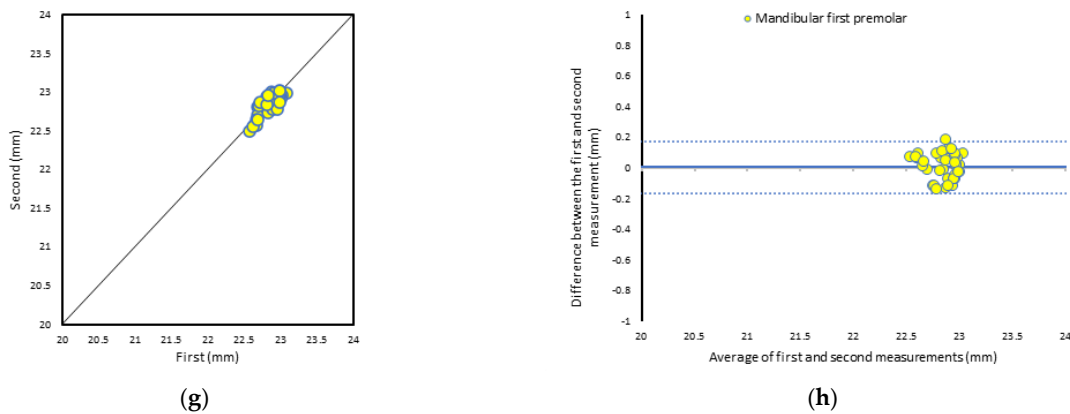 24
23.5
23
22.5
22
21.5
21
20.5
20
Second (mm)
20 20.5 21 21.5 22 22.5 23 23.5 24
First (mm)
(g)
Mandibular first premolar
1
0.8
0.6
0.4
0.2
0
-0.2
-0.4
-0.6
-0.8
-1
Difference between the first and second
measurement (mm)
20 20.5 21 21.5 22 22.5 23 23.5 24
Average of first and second measurements (mm)
(h)